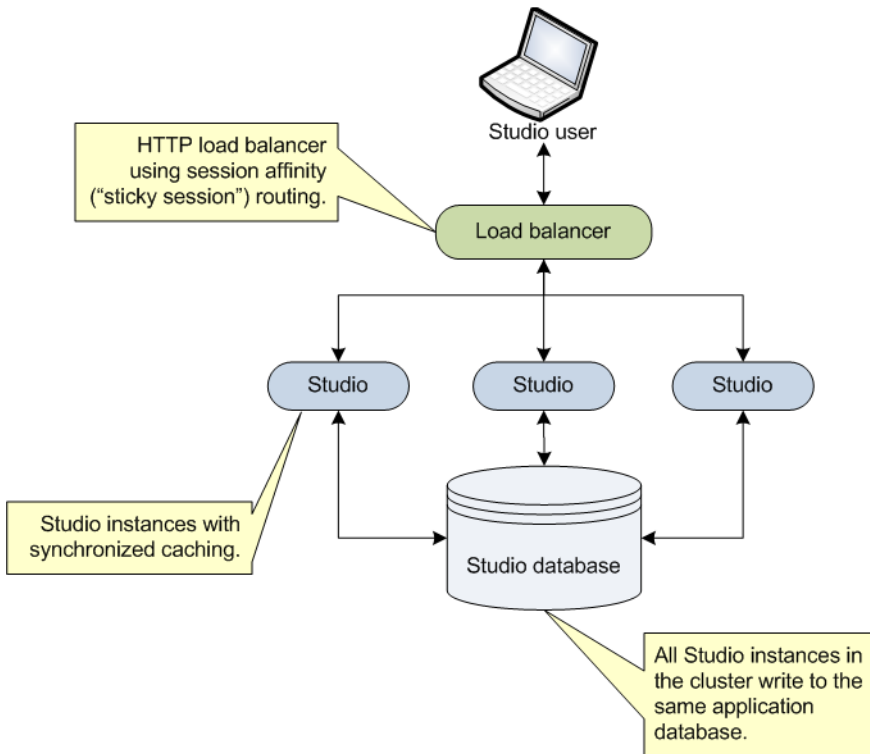 Studio user
HTTP load balancer
using session affinity
(“sticky session”) routing.
Load balancer
Studio
Studio
Studio
Studio instances with
synchronized caching.
Studio database
All Studio instances in
the cluster write to the
same application
database.